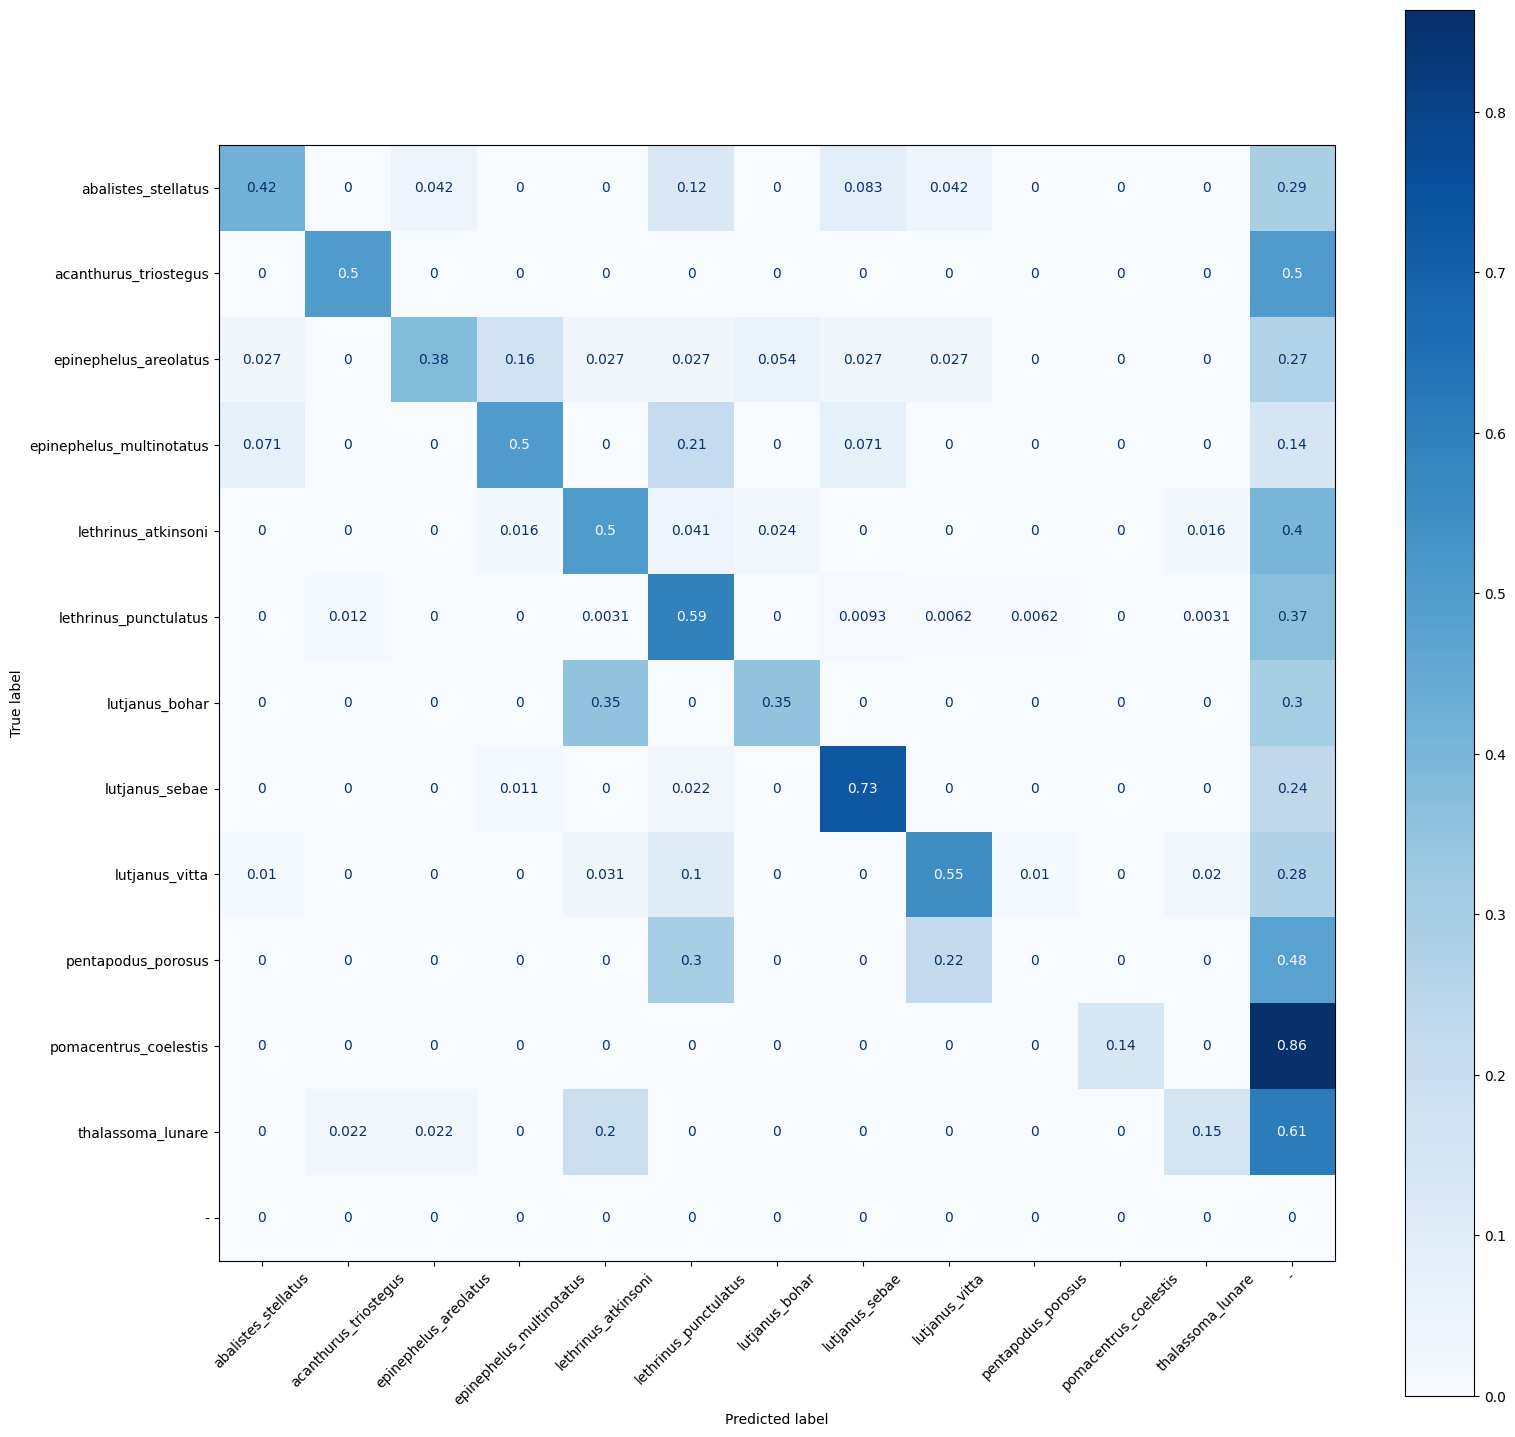 abalistes_stellatus 0.42 0 0.042 0 0 0.12 0 0.083 0.042 0 0 0 0.29
acanthurus_triostegus 0 0.5 0 0 0 0 0 0 0 0 0 0 0.5
epinephelus_areolatus 0.027 0 0.38 0.16 0.027 0.027 0.054 0.027 0.027 0 0 0 0.27
epinephelus_multinotatus 0.071 0 0 0.5 0 0.21 0 0.071 0 0 0 0 0.14
lethrinus_atkinsoni 0 0 0 0.016 0.5 0.041 0.024 0 0 0 0 0.016 0.4
lethrinus_punctulatus 0 0.012 0 0 0.0031 0.59 0 0.0093 0.0062 0.0062 0 0.0031 0.37
lutjanus_bohar 0 0 0 0 0.35 0 0.35 0 0 0 0 0 0.3
lutjanus_sebae 0 0 0 0.011 0 0.022 0 0.73 0 0 0 0 0.24
lutjanus_vitta 0.01 0 0 0 0.031 0.1 0 0 0.55 0.01 0 0.02 0.28
pentapodus_porosus 0 0 0 0 0 0.3 0 0 0.22 0 0 0 0.48
pomacentrus_coelestis 0 0 0 0 0 0 0 0 0 0 0.14 0 0.86
thalassoma_lunare 0 0.022 0.022 0 0.2 0 0 0 0 0 0 0.15 0.61
- 0 0 0 0 0 0 0 0 0 0 0 0 0
True label
abalistes_stellatus
acanthurus_triostegus
epinephelus_areolatus
epinephelus_multinotatus
lethrinus_atkinsoni
lethrinus_punctulatus
lutjanus_bohar
lutjanus_sebae
lutjanus_vitta
pentapodus_porosus
pomacentrus_coelestis
thalassoma_lunare
-
Predicted label
0.8
0.7
0.6
0.5
0.4
0.3
0.2
0.1
0.0